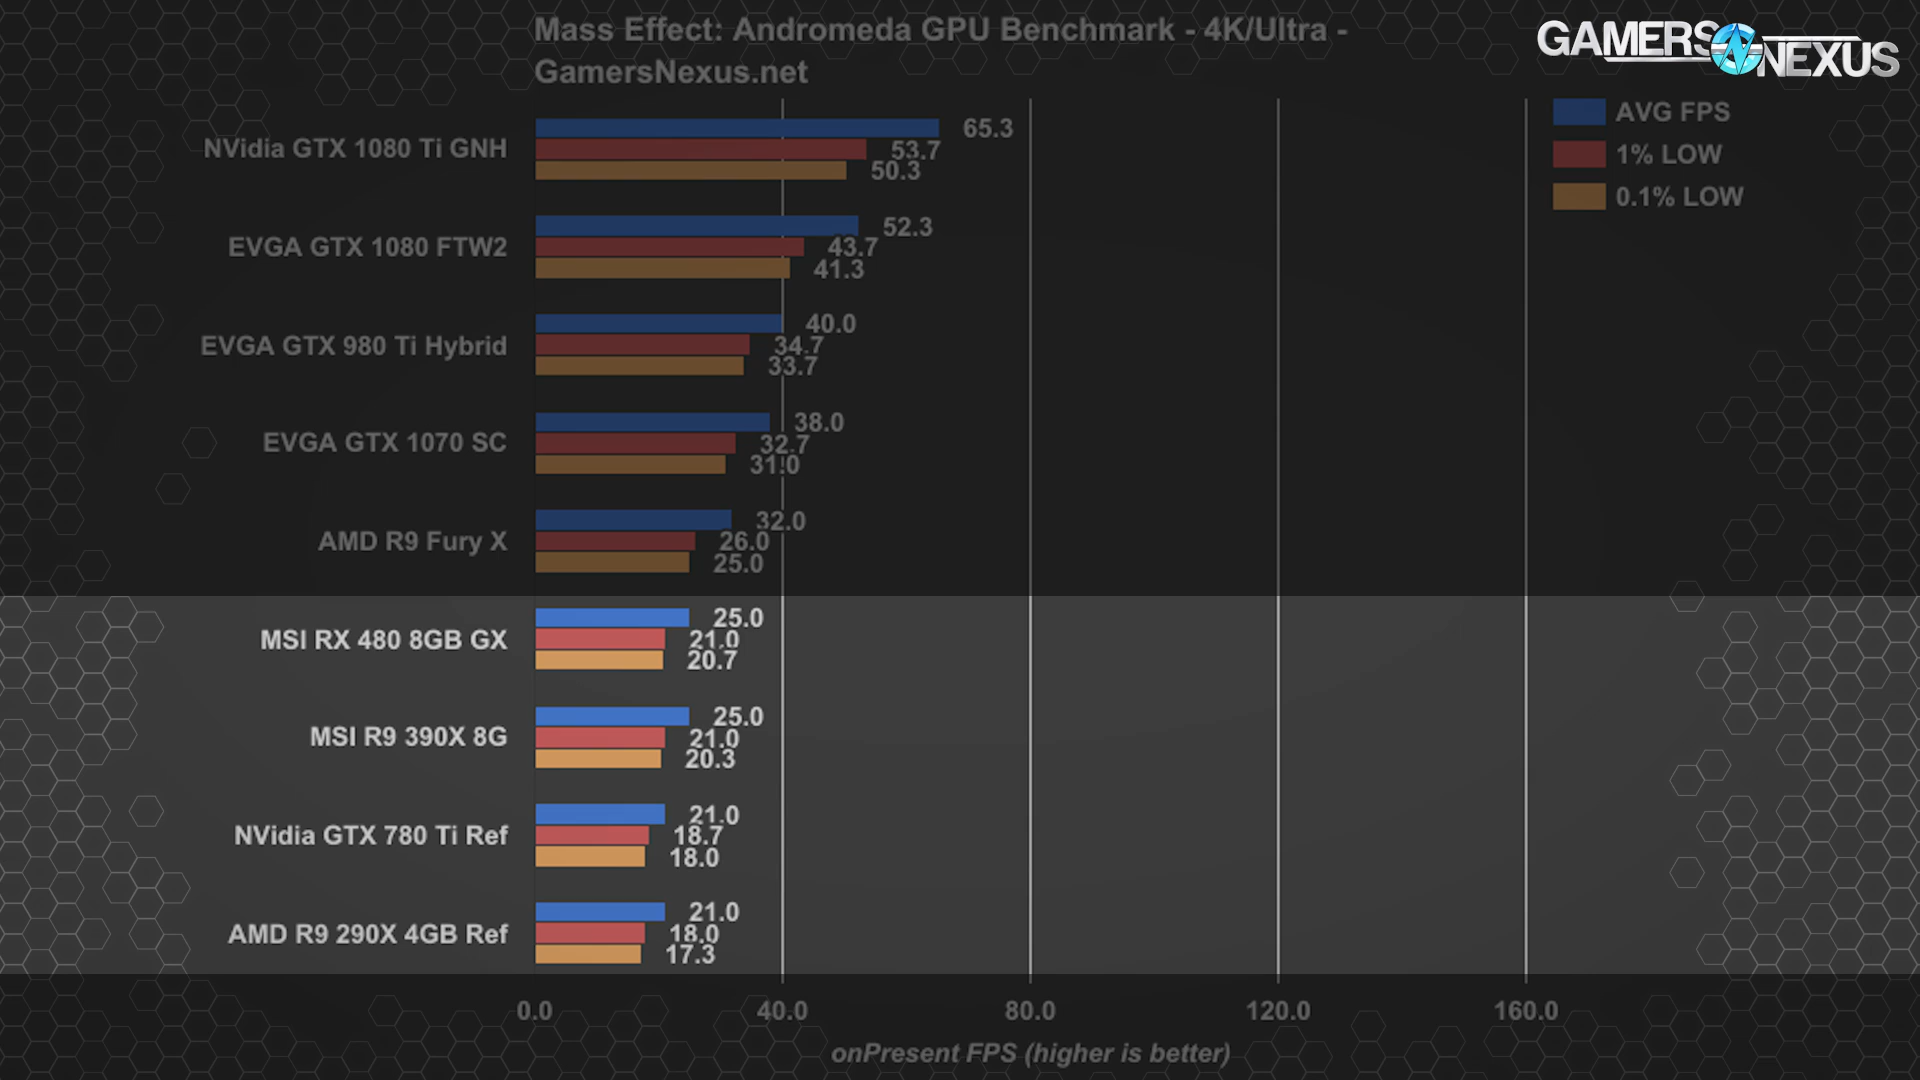 Mass Effect: Andromeda GPU Benchmark - 4K/Ultra -
GamersNexus.net
GAMERS NEXUS
AVG FPS
1% LOW
0.1% LOW
NVidia GTX 1080 Ti GNH
65.3
53.7
50.3
EVGA GTX 1080 FTW2
52.3
43.7
41.3
EVGA GTX 980 Ti Hybrid
40.0
34.7
33.7
EVGA GTX 1070 SC
38.0
32.7
31.0
AMD R9 Fury X
32.0
26.0
25.0
MSI RX 480 8GB GX
25.0
21.0
20.7
MSI R9 390X 8G
25.0
21.0
20.3
NVidia GTX 780 Ti Ref
21.0
18.7
18.0
AMD R9 290X 4GB Ref
21.0
18.0
17.3
0.0 40.0 80.0 120.0 160.0
onPresent FPS (higher is better)